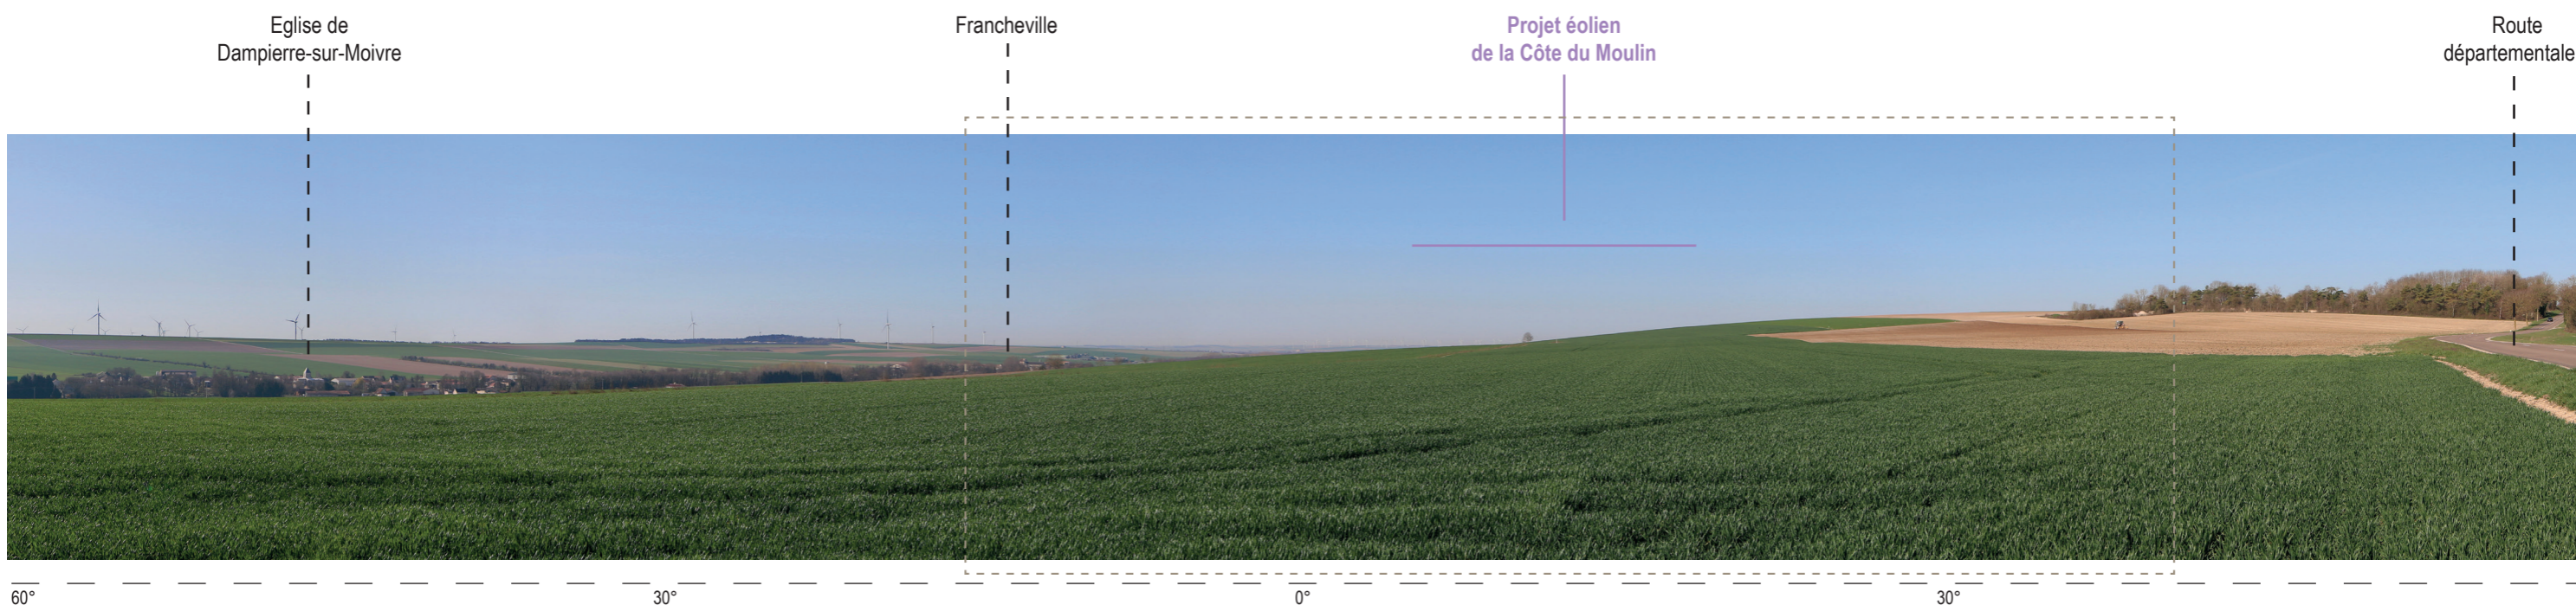 Eglise de
Dampierre-sur-Moivre
Francheville
Projet éolien
de la Côte du Moulin
Route
départementale
60°
30°
0°
30°